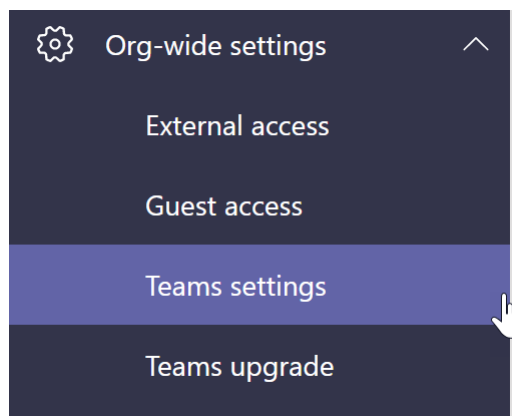 Org-wide settings
External access
Guest access
Teams settings
Teams upgrade